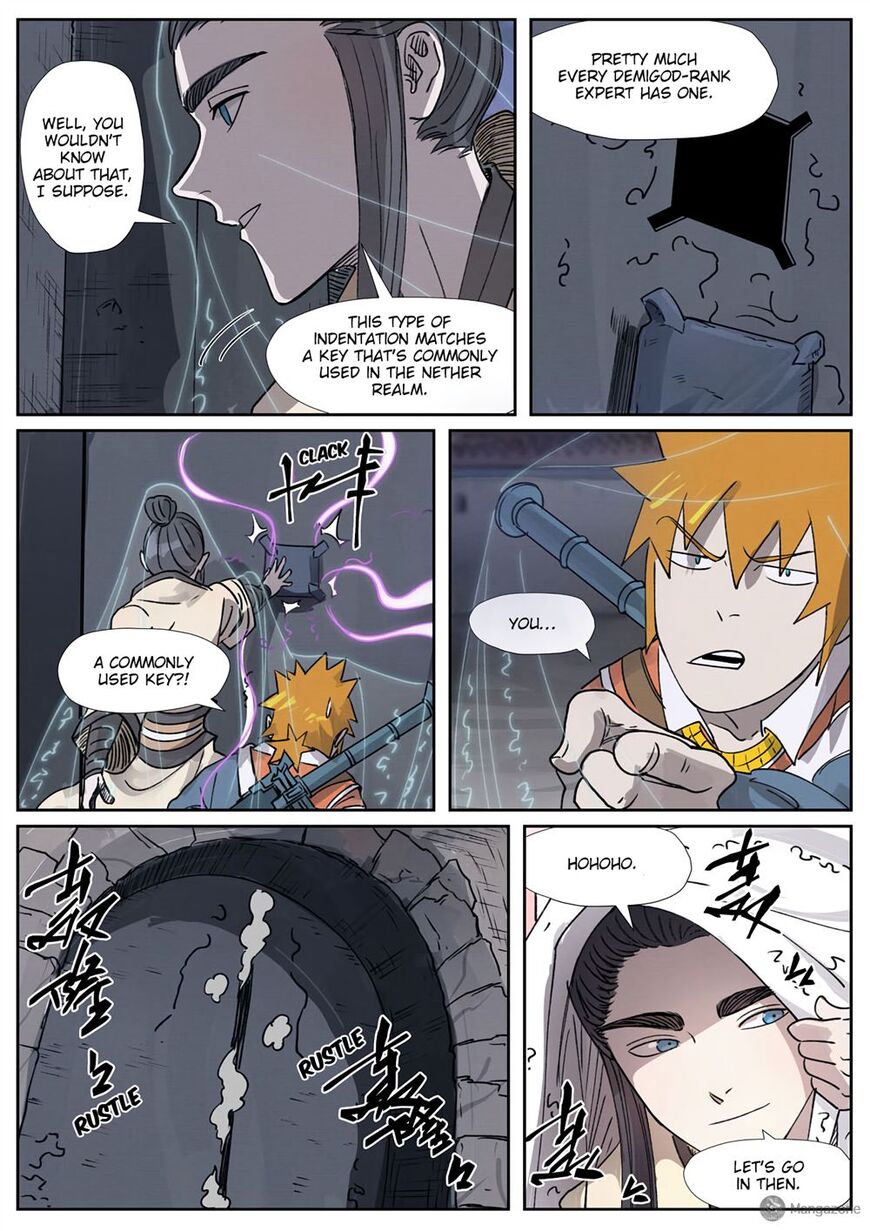 WELL, YOU
WOULDN'T
KNOW
ABOUT THAT,
I SUPPOSE.
THIS TYPE OF
INDENTATION MATCHES
A KEY THAT'S COMMONLY
USED IN THE NETHER
REALM.
PRETTY MUCH
EVERY DEMIGOD-RANK
EXPERT HAS ONE.
CLACK
A COMMONLY
USED KEY?!
YOU...
RUSTLE
RUSTLE
HOHOHO.
LET'S GO
IN THEN.
Mangazone